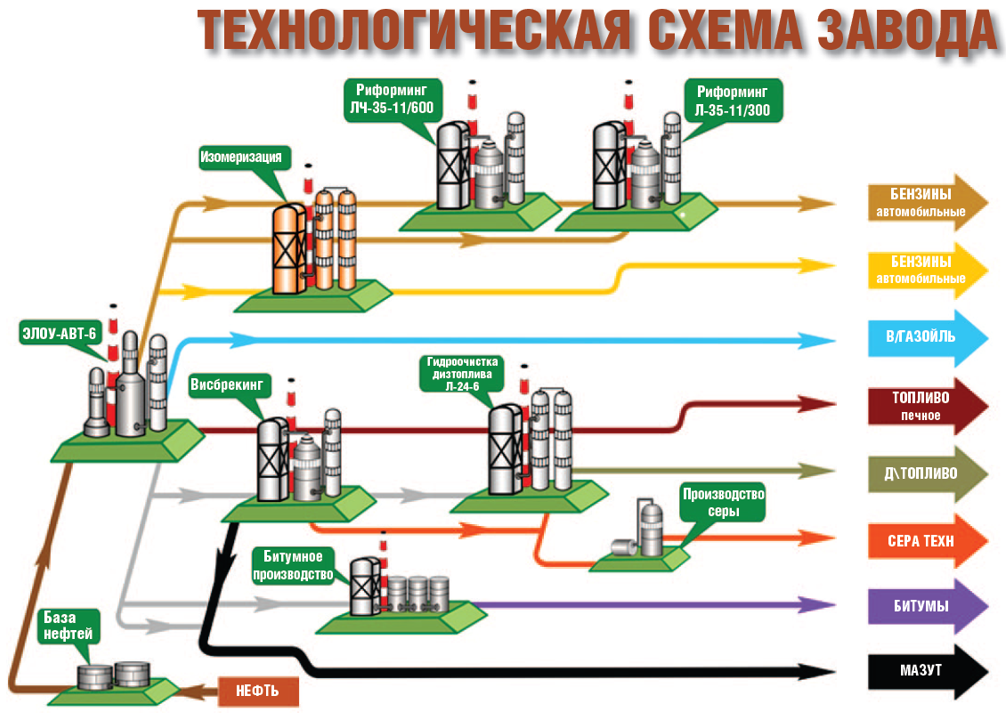 ТЕХНОЛОГИЧЕСКАЯ СХЕМА ЗАВОДА
Риформинг
ЛЧ-35-11/600
Риформинг
Л-35-11/300
Изомеризация
БЕНЗИНЫ
автомобильные
БЕНЗИНЫ
автомобильные
ЭЛОУ-АВТ-6
В/ГАЗОЙЛЬ
Гидроочистка
дизтоплива
Л-24-6
Висбрекинг
ТОПЛИВО
печное
Д\ТОПЛИВО
Производство
серы
СЕРА ТЕХН
Битумное
производство
БИТУМЫ
База
нефтей
МАЗУТ
НЕФТЬ